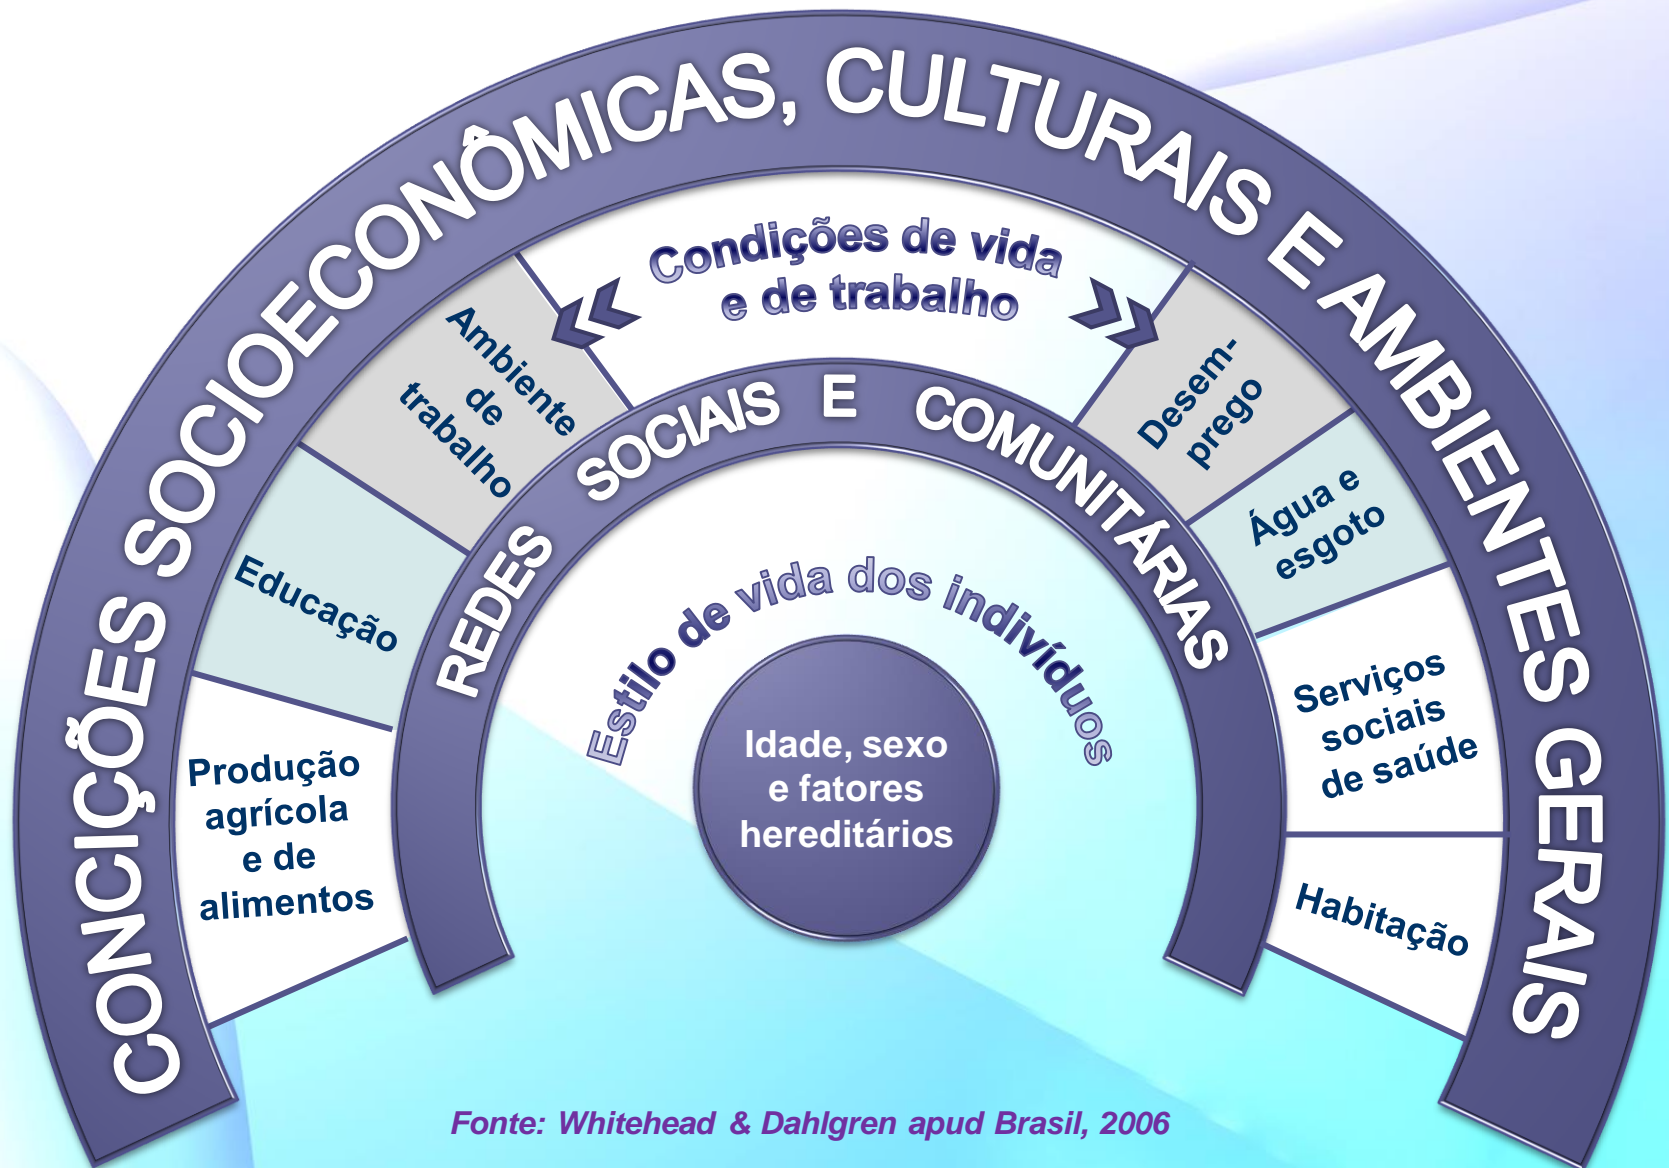 CONCIÇÕES SOCIOECONÔMICAS, CULTURAIS E AMBIENTES GERAIS
Condições de vida
e de trabalho
Ambiente
de
trabalho
Desem-
prego
Educação
Água e
esgoto
Produção
agrícola
e de
alimentos
Serviços
sociais
de saúde
Habitação
REDES SOCIAIS E COMUNITÁRIAS
Estilo de vida dos indivíduos
Idade, sexo
e fatores
hereditários
Fonte: Whitehead & Dahlgren apud Brasil, 2006